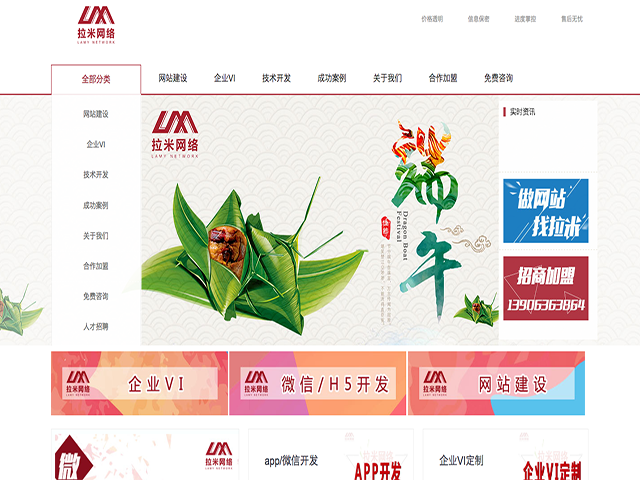 拉米网络
LAMY NETWORK
价格透明 信息保密 进度掌控 售后无忧
全部分类 网站建设 企业VI 技术开发 成功案例 关于我们 合作加盟 免费咨询
网站建设
企业VI
技术开发
成功案例
关于我们
合作加盟
免费咨询
人才招聘
拉米网络
LAMY NETWORK
端午
Dragon Boat
Festival
实时资讯
做网站
找拉术
招商加盟
13906363864
拉米网络
企业VI
拉米网络
微信/H5开发
拉米网络
网站建设
微
拉米网络
LAMY NETWORK
app/微信开发
APP开发
企业VI定制
企业VI定制